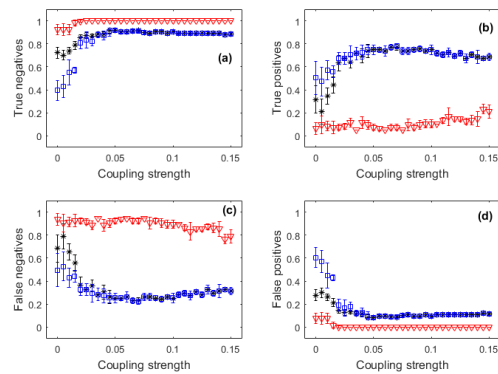 1
0.8
0.6
0.4
0.2
0
True negatives
(a)
0 0.05 0.1 0.15
Coupling strength
1
0.8
0.6
0.4
0.2
0
True positives
(b)
0 0.05 0.1 0.15
Coupling strength
1
0.8
0.6
0.4
0.2
0
False negatives
(c)
0 0.05 0.1 0.15
Coupling strength
1
0.8
0.6
0.4
0.2
0
False positives
(d)
0 0.05 0.1 0.15
Coupling strength